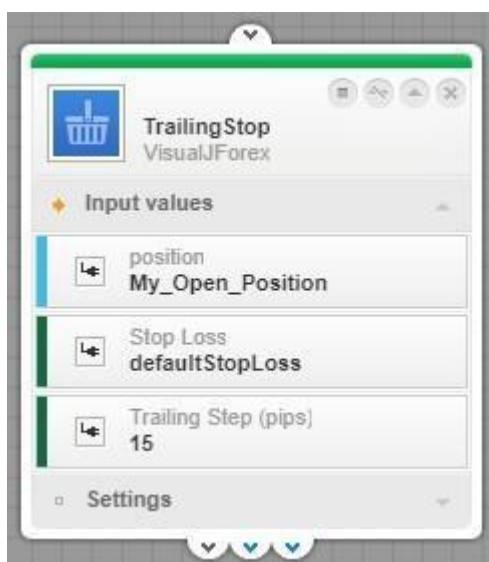 TrailingStop
VisualJForex
Input values
position
My_Open_Position
Stop Loss
defaultStopLoss
Trailing Step (pips)
15
Settings